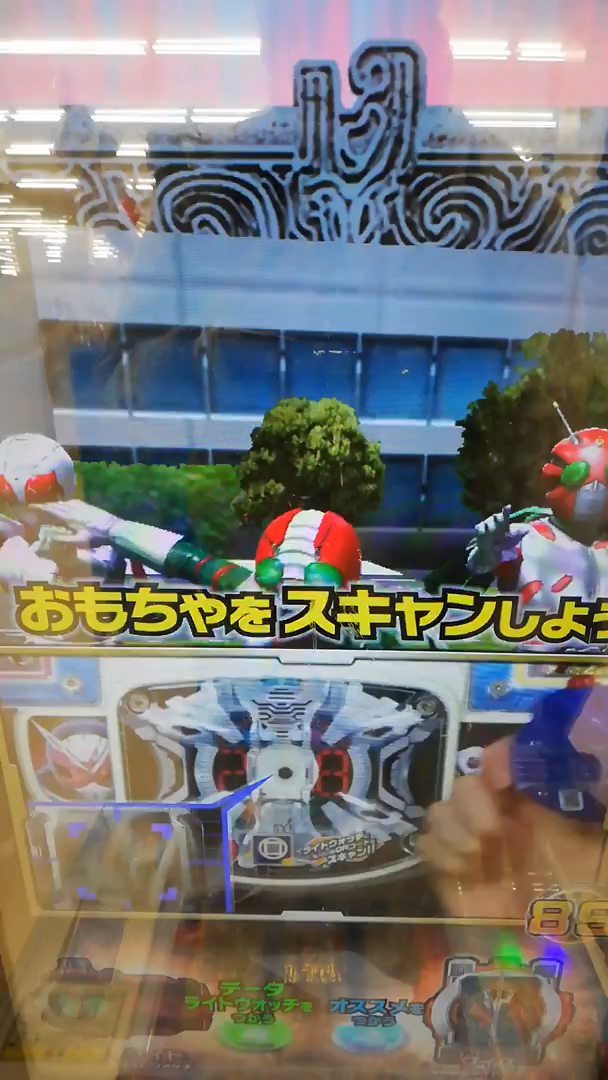 おもちゃをスキャンしよう
ライドウォッチ
スキャン!!
89
データ
ライドウォッチを
つかう
オススメを
つかう